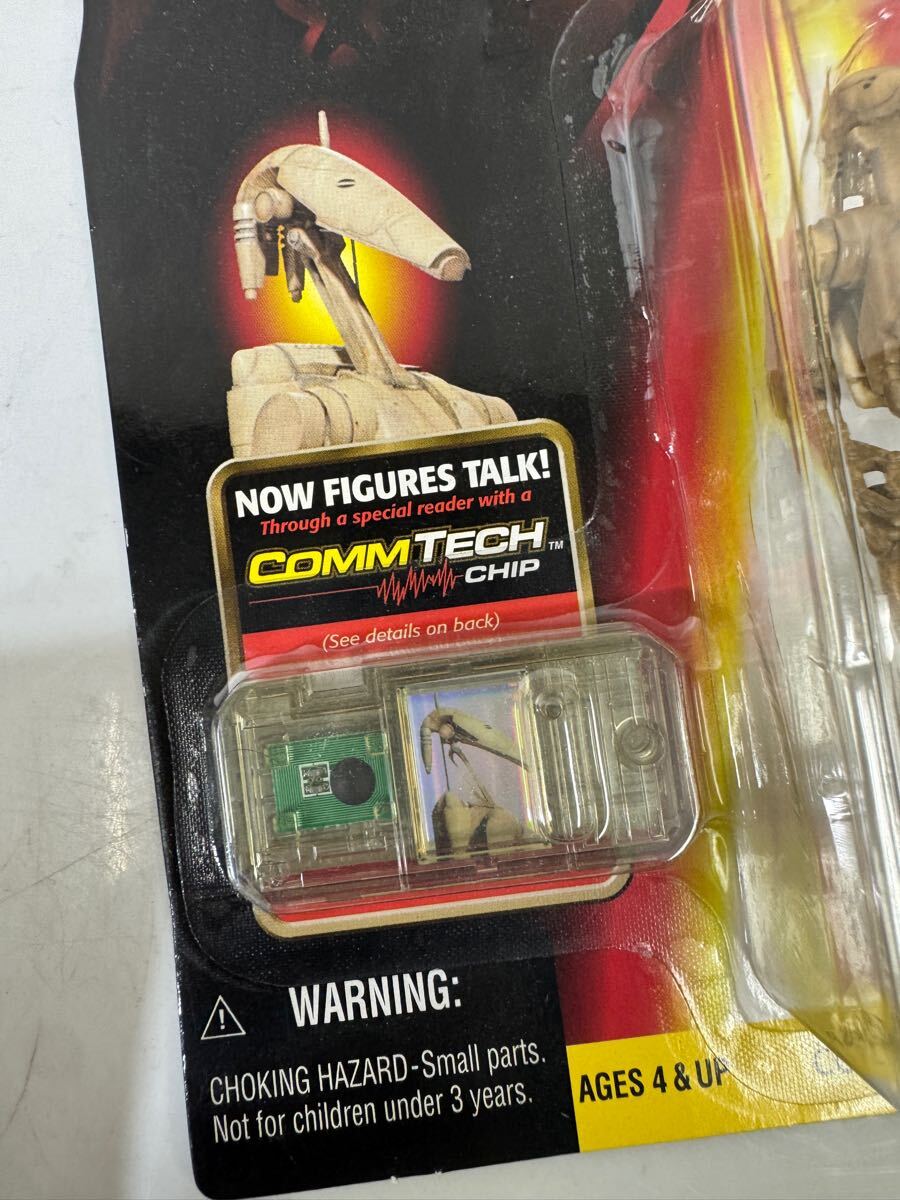 NOW FIGURES TALK!
Through a special reader with a
COMMTECH™
CHIP
(See details on back)
WARNING:
CHOKING HAZARD-Small parts.
Not for children under 3 years.
AGES 4 & UP